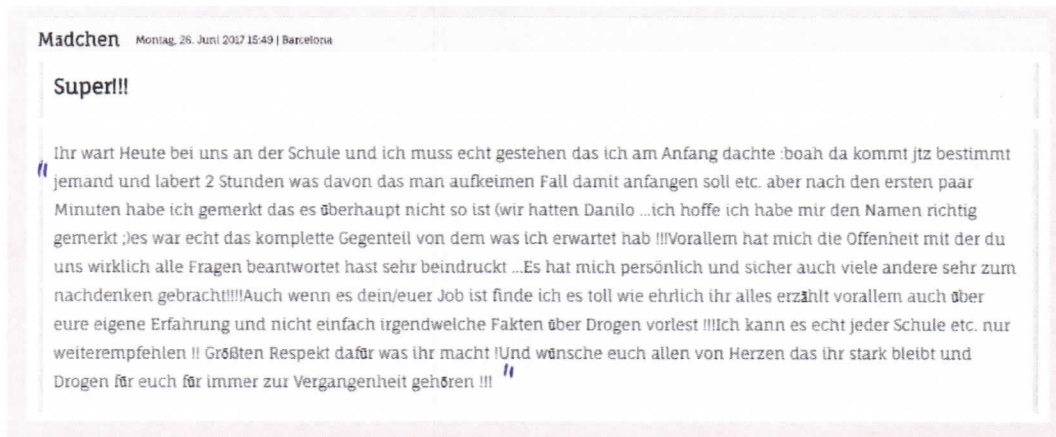 Mädchen Montag, 26. Juni 2017 15:49 | Barcelona
Super!!!
" Ihr wart Heute bei uns an der Schule und ich muss echt gestehen das ich am Anfang dachte :boah da kommt jtz bestimmt
jemand und labert 2 Stunden was davon das man aufkeimen Fall damit anfangen soll etc. aber nach den ersten paar
Minuten habe ich gemerkt das es überhaupt nicht so ist (wir hatten Danilo ...ich hoffe ich habe mir den Namen richtig
gemerkt ;)es war echt das komplette Gegenteil von dem was ich erwartet hab !!!Vorallem hat mich die Offenheit mit der du
uns wirklich alle Fragen beantwortet hast sehr beindruckt ...Es hat mich persönlich und sicher auch viele andere sehr zum
nachdenken gebracht!!!!!Auch wenn es dein/euer Job ist finde ich es toll wie ehrlich ihr alles erzählt vorallem auch über
eure eigene Erfahrung und nicht einfach irgendwelche Fakten über Drogen vorlest !!!Ich kann es echt jeder Schule etc. nur
weiterempfehlen !! Größten Respekt dafür was ihr macht !Und wünsche euch allen von Herzen das ihr stark bleibt und
Drogen für euch für immer zur Vergangenheit gehören !!! "